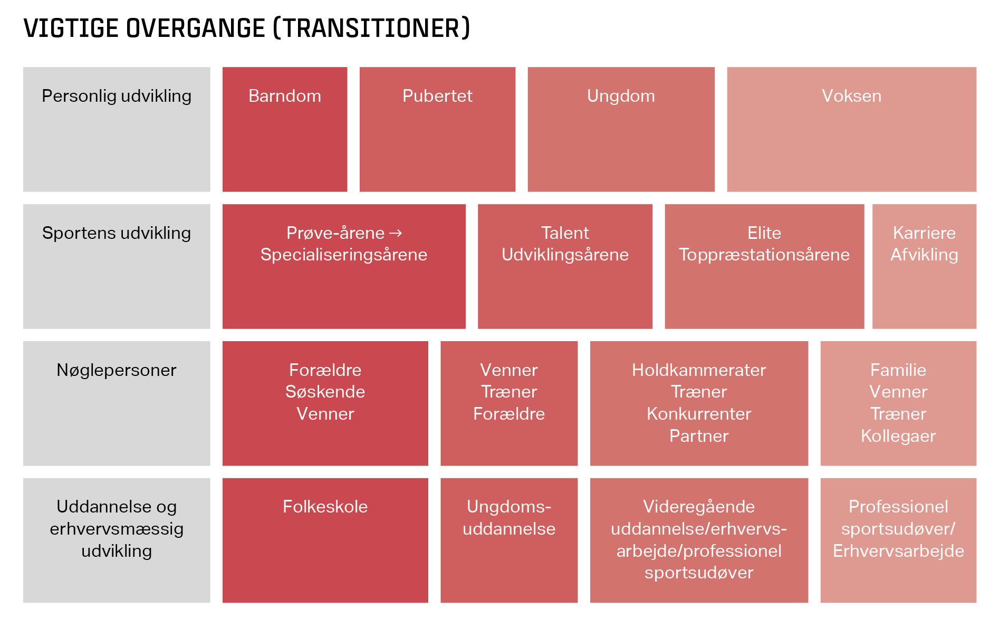 VIGTIGE OVERGANGE (TRANSITIONER)
Personlig udvikling
Barndom
Pubertet
Ungdom
Voksen
Sportens udvikling
Prøve-årene →
Specialiseringsårene
Talent
Udviklingsårene
Elite
Toppræstationsårene
Karriere
Afvikling
Nøglepersoner
Forældre
Søskende
Venner
Venner
Træner
Forældre
Holdkammerater
Træner
Konkurrenter
Partner
Familie
Venner
Træner
Kollegaer
Uddannelse og
erhvervsmæssig
udvikling
Folkeskole
Ungdoms-
uddannelse
Videregående
uddannelse/erhvervs-
arbejde/professionel
sportsudøver
Professionel
sportsudøver/
Erhvervsarbejde